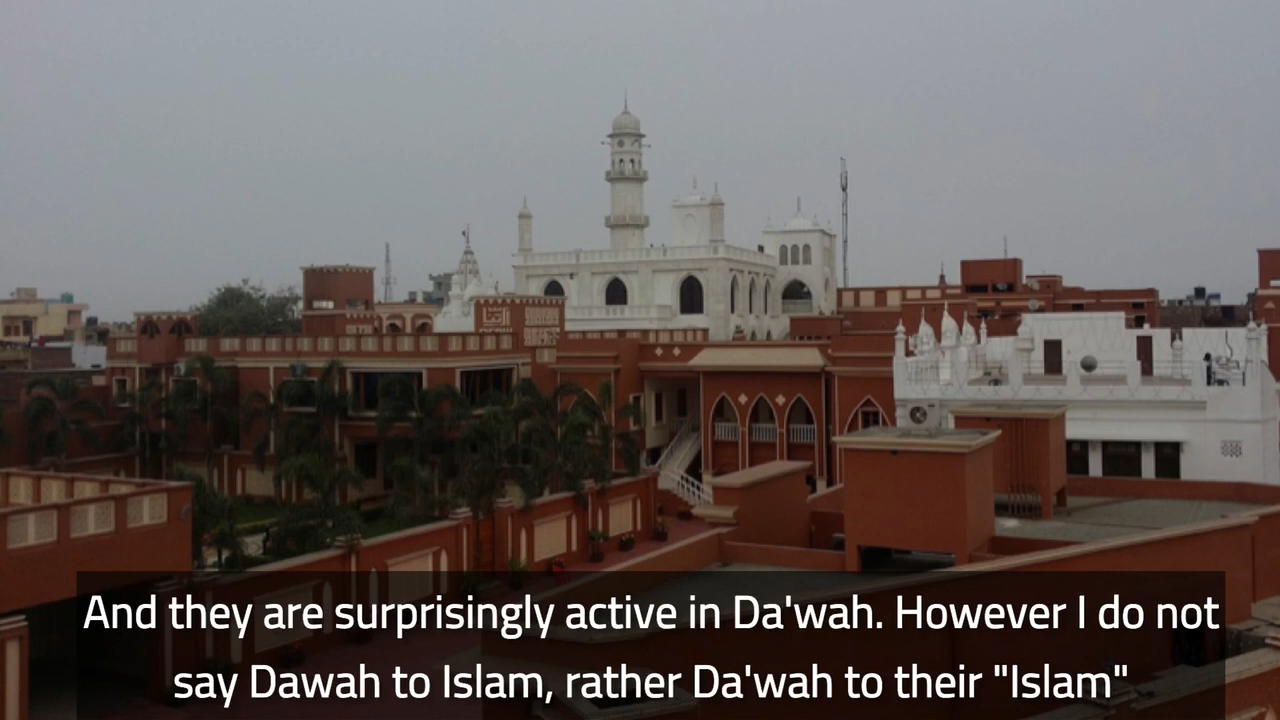 And they are surprisingly active in Da'wah. However I do not
say Dawah to Islam, rather Da'wah to their "Islam"